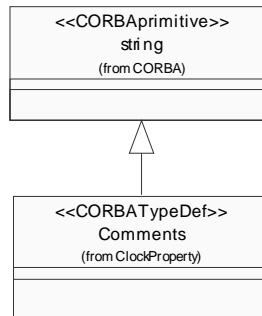 <<CORBAprimitive>>
string
(from CORBA)
<<CORBATypeDef>>
Comments
(from ClockProperty)